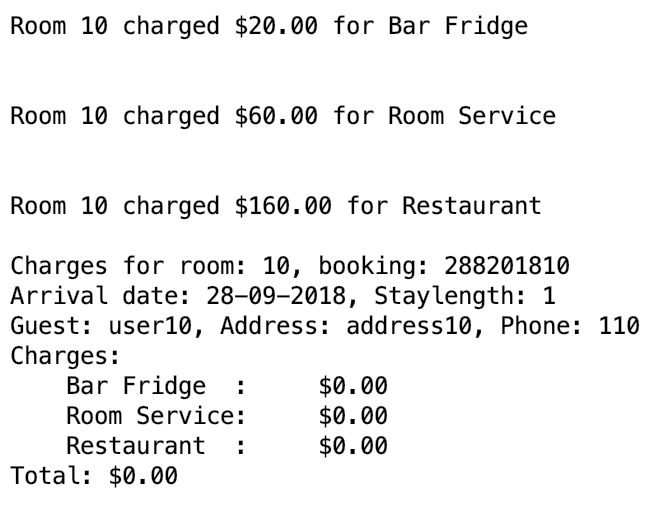 Room 10 charged $20.00 for Bar Fridge
Room 10 charged $60.00 for Room Service
Room 10 charged $160.00 for Restaurant
Charges for room: 10, booking: 288201810
Arrival date: 28-09-2018, Staylength: 1
Guest: user10, Address: address10, Phone: 110
Charges:
    Bar Fridge  :     $0.00
    Room Service:     $0.00
    Restaurant  :     $0.00
Total: $0.00